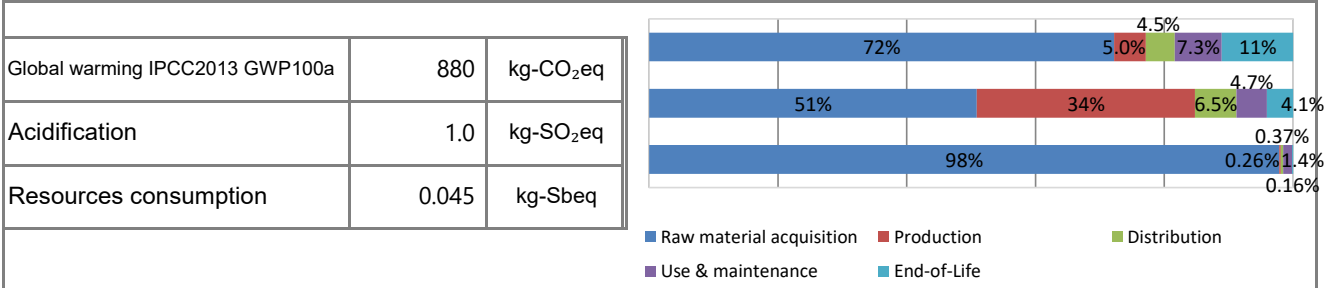 4.5%
Global warming IPCC2013 GWP100a 880 kg-CO₂eq 72% 5.0% 7.3% 11%
4.7%
Acidification 1.0 kg-SO₂eq 51% 34% 6.5% 4.1%
0.37%
Resources consumption 0.045 kg-Sbeq 98% 0.26% 1.4%
0.16%
Raw material acquisition Production Distribution
Use & maintenance End-of-Life